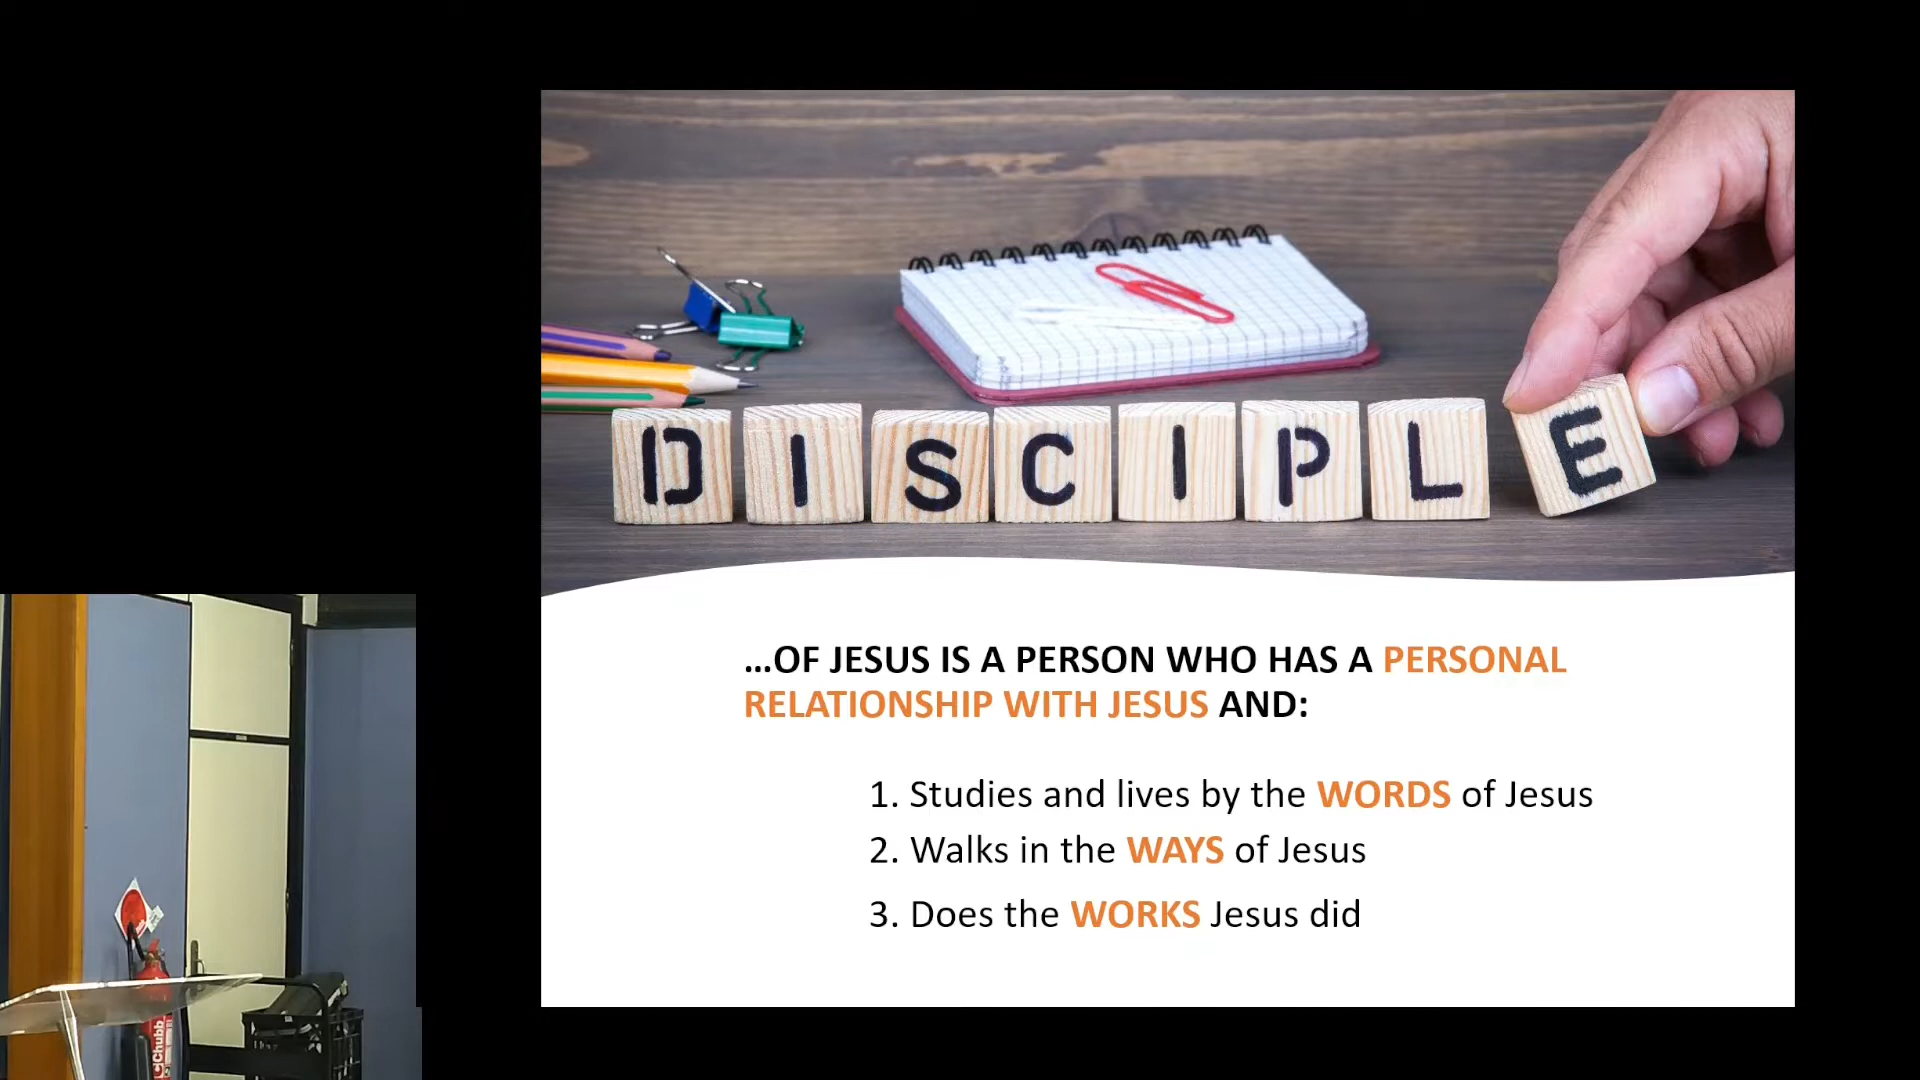 DISCIPLE
...OF JESUS IS A PERSON WHO HAS A PERSONAL
RELATIONSHIP WITH JESUS AND:
1. Studies and lives by the WORDS of Jesus
2. Walks in the WAYS of Jesus
3. Does the WORKS Jesus did
Chubb